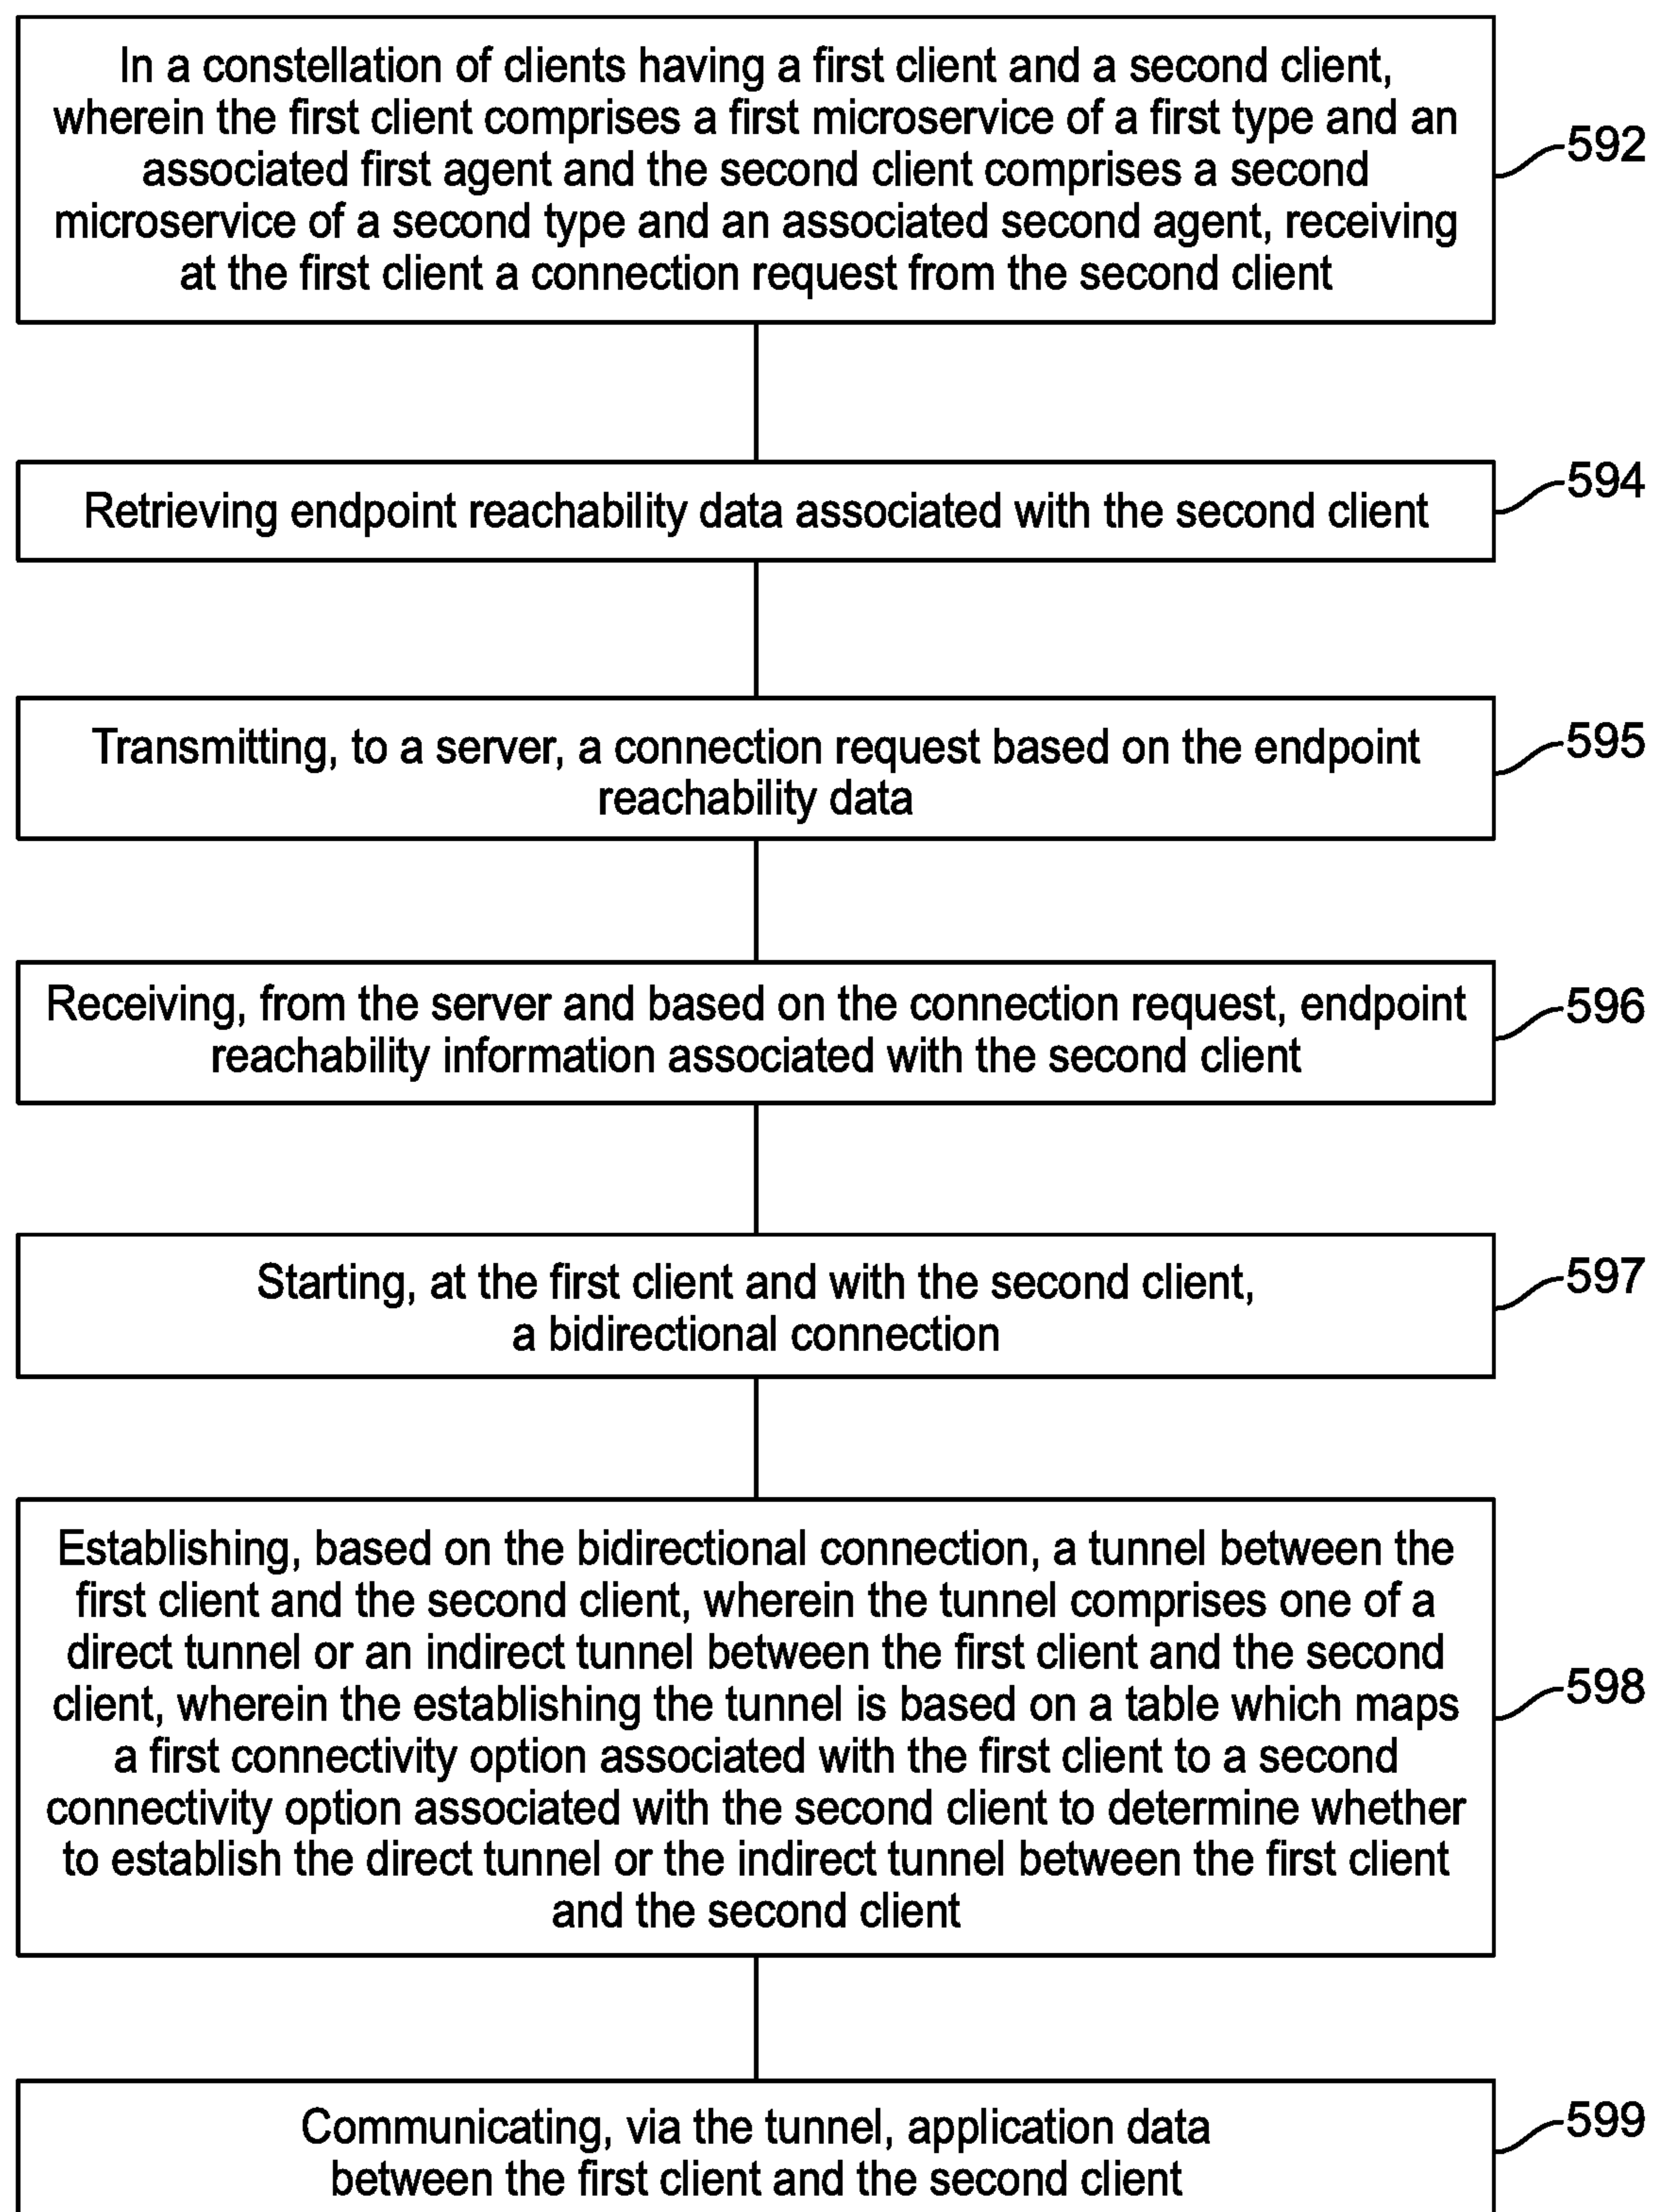 In a constellation of clients having a first client and a second client,
wherein the first client comprises a first microservice of a first type and an
associated first agent and the second client comprises a second
microservice of a second type and an associated second agent, receiving
at the first client a connection request from the second client
592
Retrieving endpoint reachability data associated with the second client
594
Transmitting, to a server, a connection request based on the endpoint
reachability data
595
Receiving, from the server and based on the connection request, endpoint
reachability information associated with the second client
596
Starting, at the first client and with the second client,
a bidirectional connection
597
Establishing, based on the bidirectional connection, a tunnel between the
first client and the second client, wherein the tunnel comprises one of a
direct tunnel or an indirect tunnel between the first client and the second
client, wherein the establishing the tunnel is based on a table which maps
a first connectivity option associated with the first client to a second
connectivity option associated with the second client to determine whether
to establish the direct tunnel or the indirect tunnel between the first client
and the second client
598
Communicating, via the tunnel, application data
between the first client and the second client
599